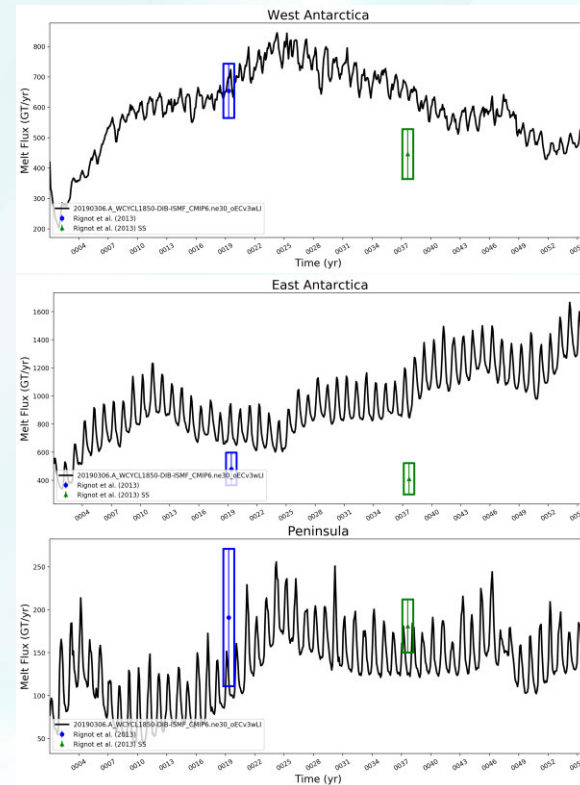 West Antarctica
800
700
600
500
400
300
200
Melt Flux (GT/yr)
20190306.A_WCYCL1850-DIB-ISMF_CMIP6.ne30_oECv3wLI
Rignot et al. (2013)
Rignot et al. (2013) SS
0004 0007 0010 0013 0016 0019 0022 0025 0028 0031 0034 0037 0040 0043 0046 0049 0052
Time (yr)
East Antarctica
1600
1400
1200
1000
800
600
400
Melt Flux (GT/yr)
20190306.A_WCYCL1850-DIB-ISMF_CMIP6.ne30_oECv3wLI
Rignot et al. (2013)
Rignot et al. (2013) SS
0004 0007 0010 0013 0016 0019 0022 0025 0028 0031 0034 0037 0040 0043 0046 0049 0052
Time (yr)
Peninsula
250
200
150
100
50
Melt Flux (GT/yr)
20190306.A_WCYCL1850-DIB-ISMF_CMIP6.ne30_oECv3wLI
Rignot et al. (2013)
Rignot et al. (2013) SS
0004 0007 0010 0013 0016 0019 0022 0025 0028 0031 0034 0037 0040 0043 0046 0049 0052
Time (yr)